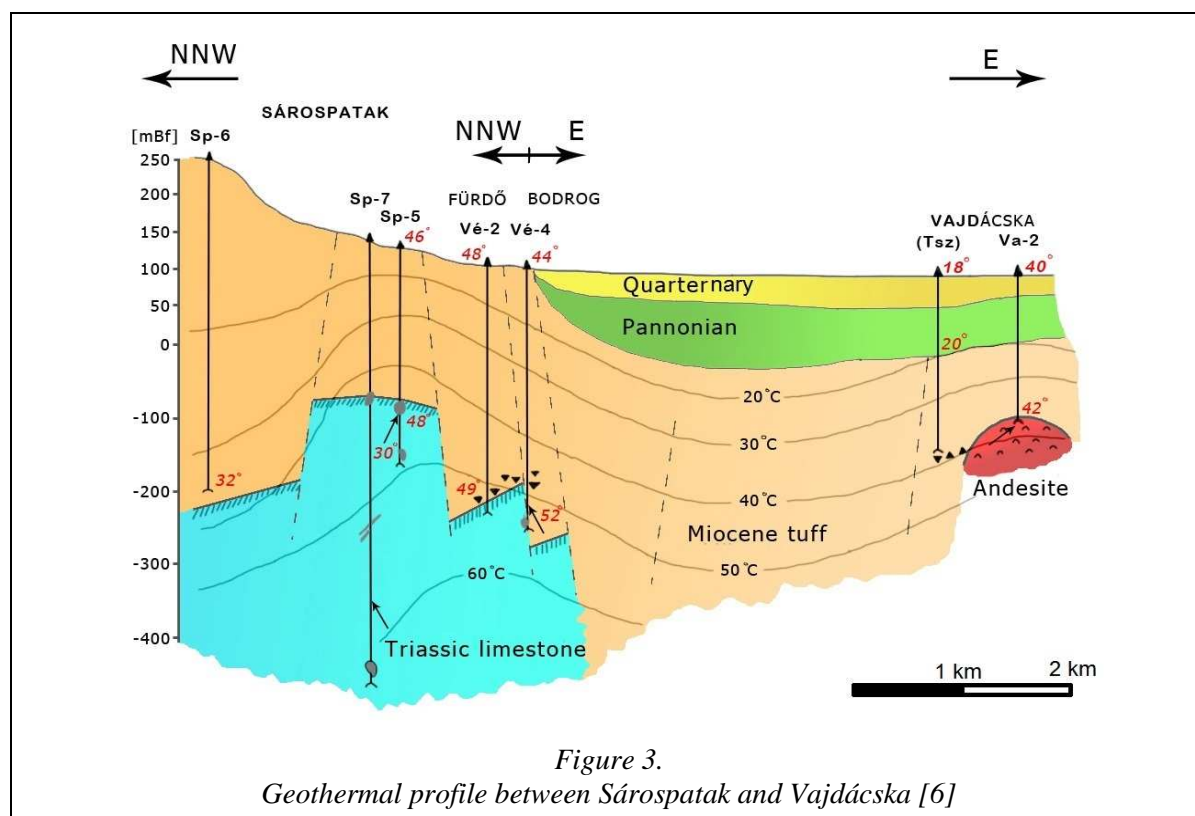 NNW
E
SÁROSPATAK
NNW E
[mBf] Sp-6
Sp-7
Sp-5
46°
FÜRDŐ BODROG
Vé-2 Vé-4
48° 44°
VAJDÁCSKA
(Tsz) Va-2
18° 40°
250
200
150
100
50
0
-100
-200
-300
-400
Quarternary
Pannonian
20°
20°C
30°C
40°C
50°C
60°C
48°
30°
32°
49°
52°
42°
Andesite
Miocene tuff
Triassic limestone
1 km 2 km
Figure 3.
Geothermal profile between Sárospatak and Vajdácska [6]